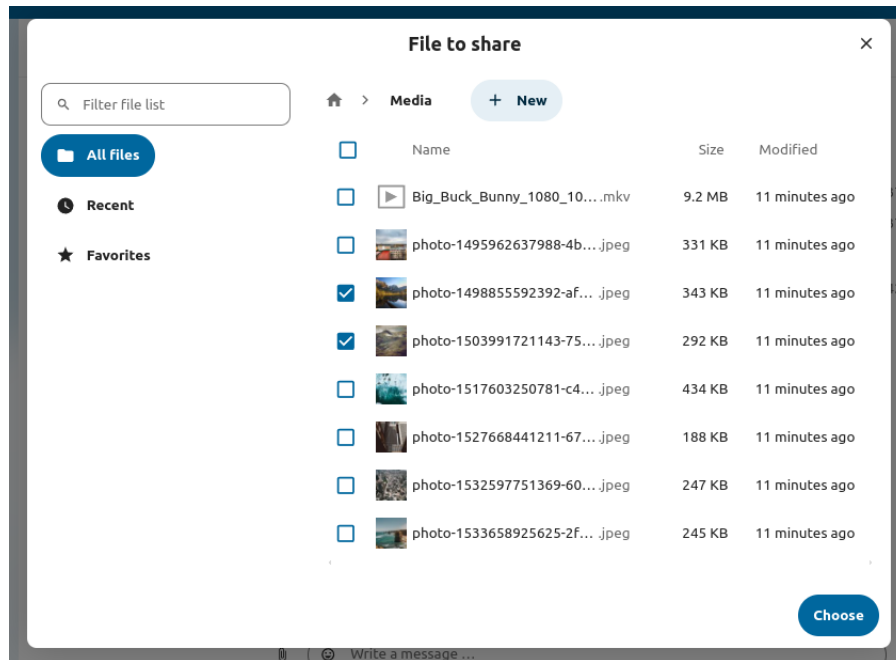 File to share
Filter file list
All files
Recent
Favorites
Media
+ New
Name Size Modified
Big_Buck_Bunny_1080_10... .mkv 9.2 MB 11 minutes ago
photo-1495962637988-4b... .jpeg 331 KB 11 minutes ago
photo-1498855592392-af... .jpeg 343 KB 11 minutes ago
photo-1503991721143-75... .jpeg 292 KB 11 minutes ago
photo-1517603250781-c4... .jpeg 434 KB 11 minutes ago
photo-1527668441211-67... .jpeg 188 KB 11 minutes ago
photo-1532597751369-60... .jpeg 247 KB 11 minutes ago
photo-1533658925625-2f... .jpeg 245 KB 11 minutes ago
Choose
Write a message ...